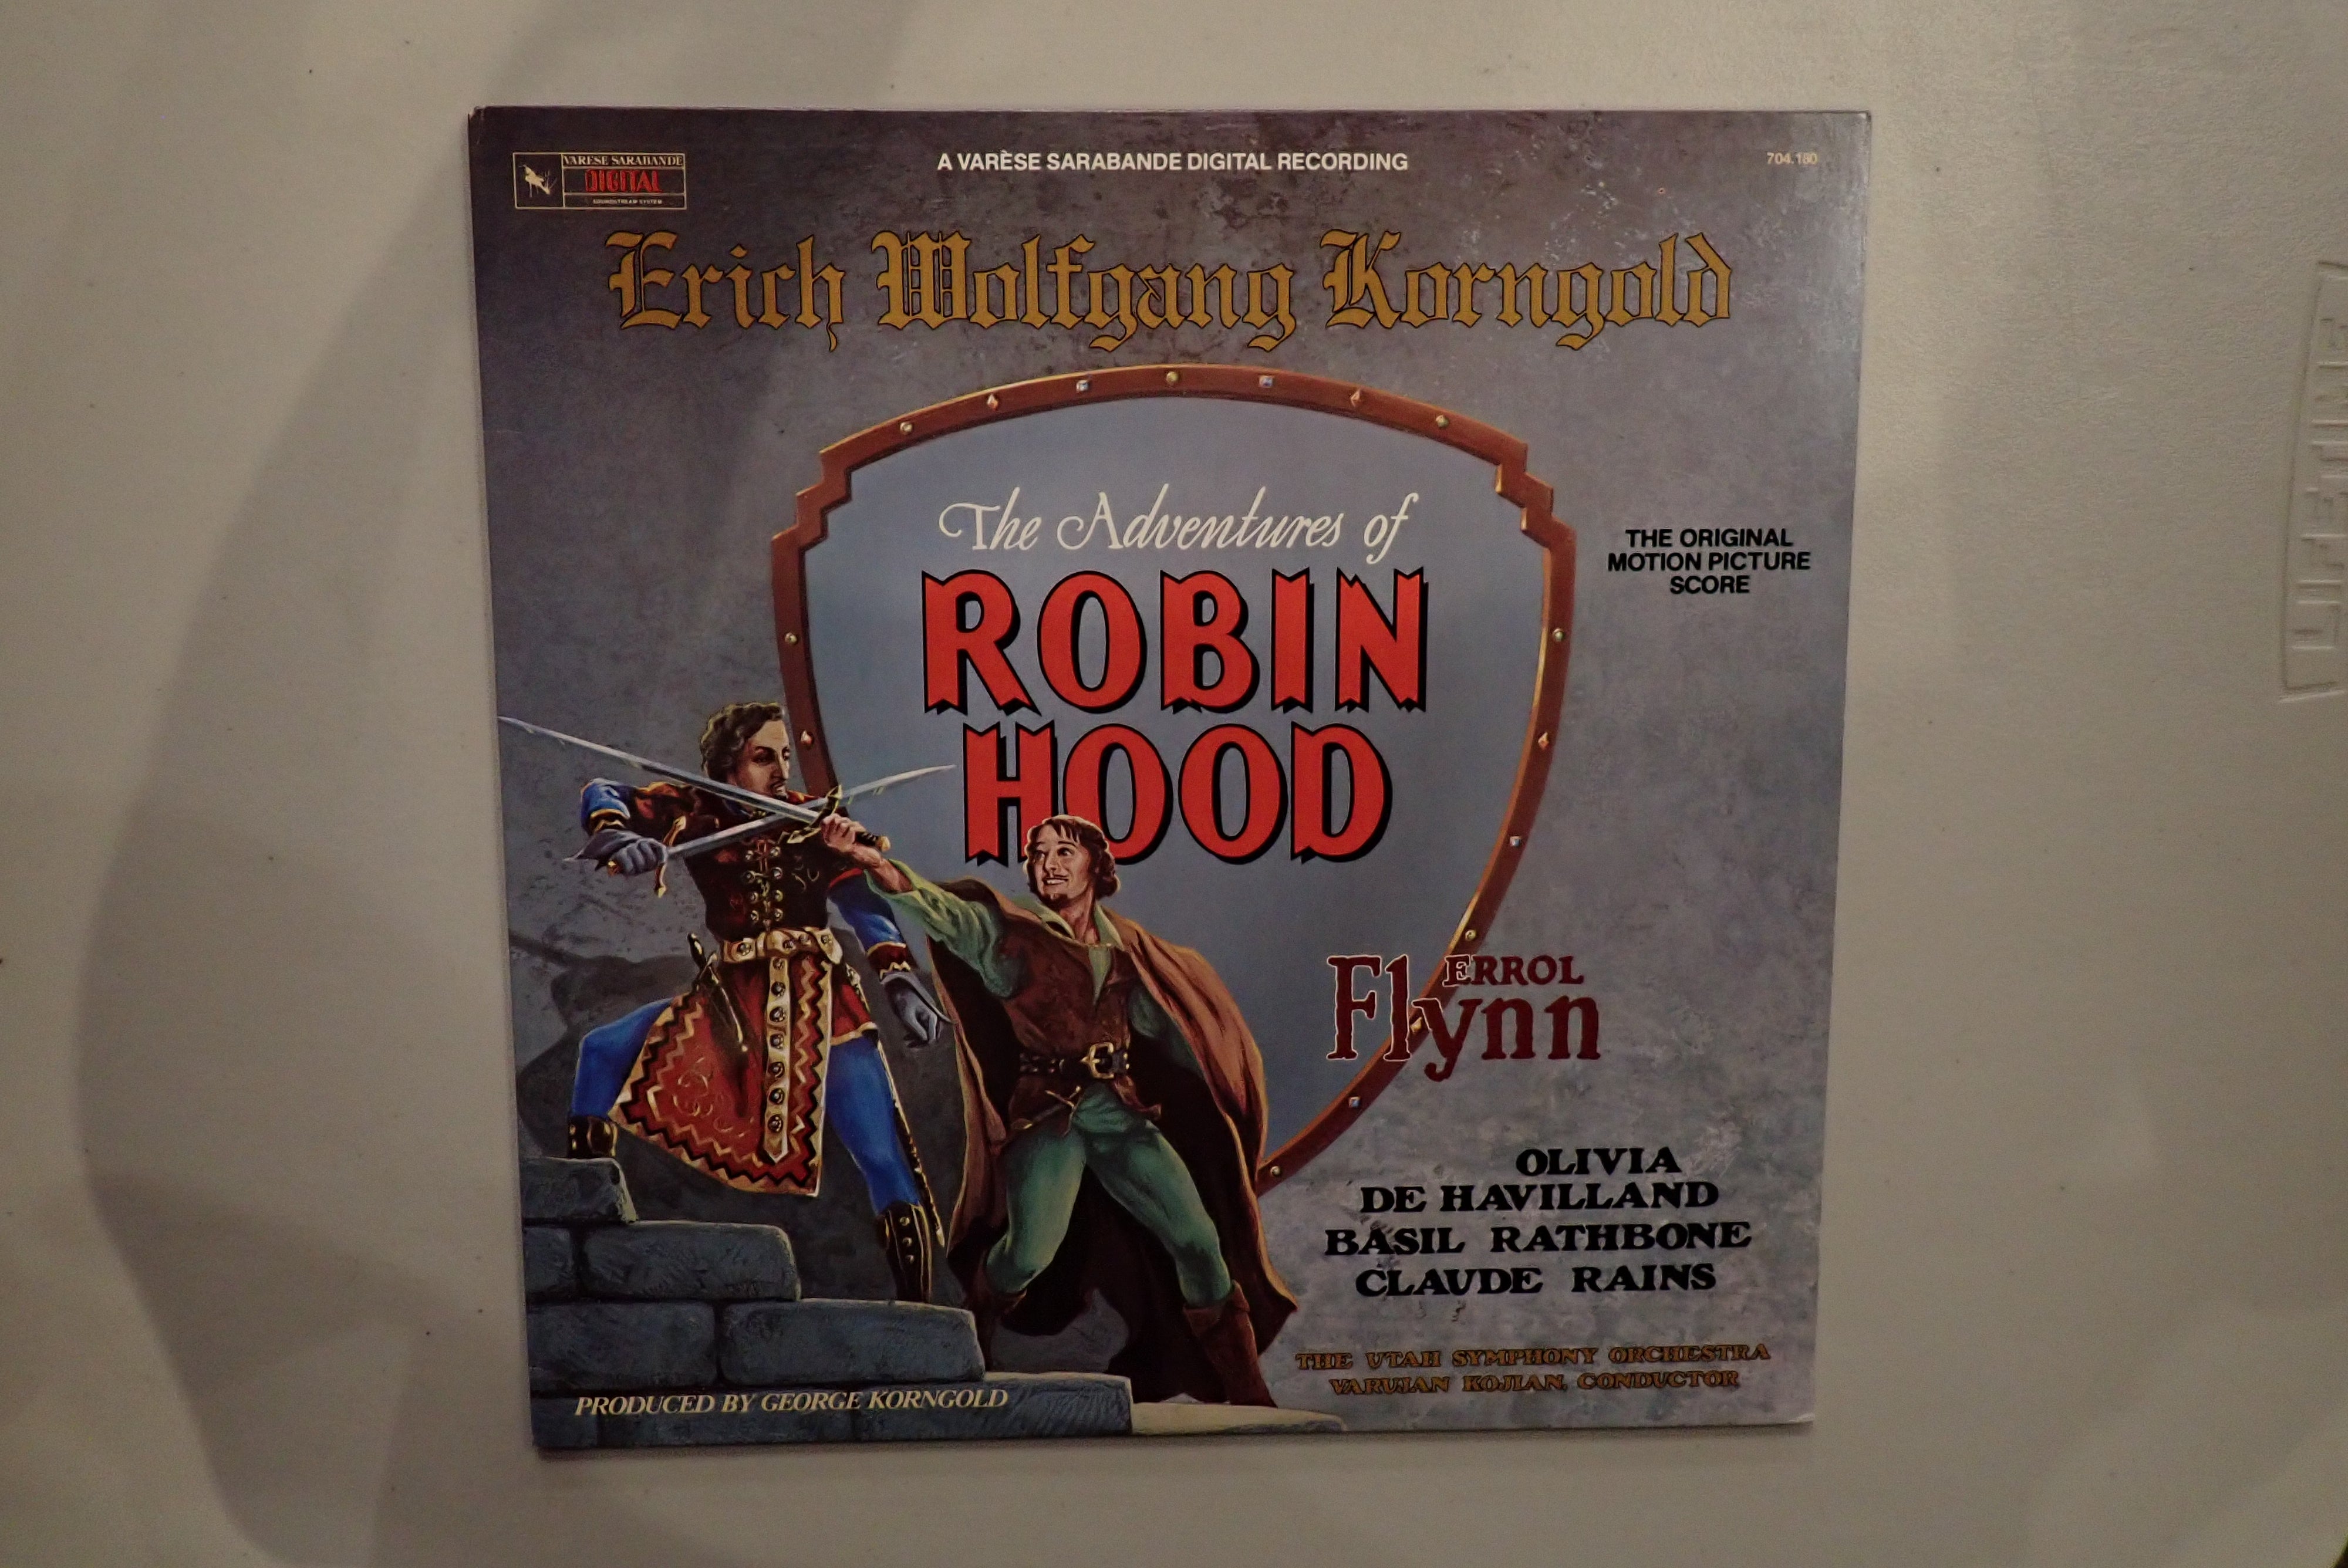 VARESE SARABANDE
DIGITAL
SOUNDSTREAM SYSTEM
A VARÈSE SARABANDE DIGITAL RECORDING
704.180
Erich Wolfgang Korngold
The Adventures of
ROBIN
HOOD
THE ORIGINAL
MOTION PICTURE
SCORE
ERROL
Flynn
OLIVIA
DE HAVILLAND
BASIL RATHBONE
CLAUDE RAINS
THE UTAH SYMPHONY ORCHESTRA
VARUJAN KOJIAN, CONDUCTOR
PRODUCED BY GEORGE KORNGOLD